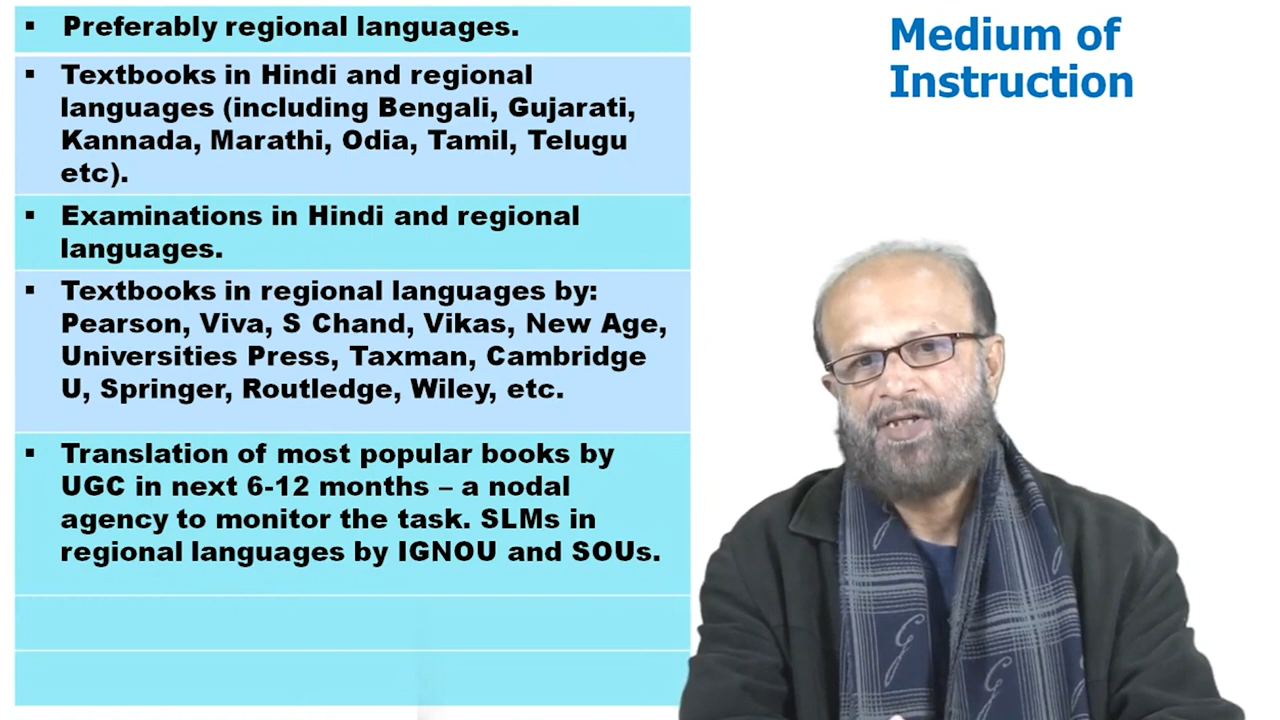 Medium of
Instruction
▪ Preferably regional languages.
▪ Textbooks in Hindi and regional
languages (including Bengali, Gujarati,
Kannada, Marathi, Odia, Tamil, Telugu
etc).
▪ Examinations in Hindi and regional
languages.
▪ Textbooks in regional languages by:
Pearson, Viva, S Chand, Vikas, New Age,
Universities Press, Taxman, Cambridge
U, Springer, Routledge, Wiley, etc.
▪ Translation of most popular books by
UGC in next 6-12 months – a nodal
agency to monitor the task. SLMs in
regional languages by IGNOU and SOUs.